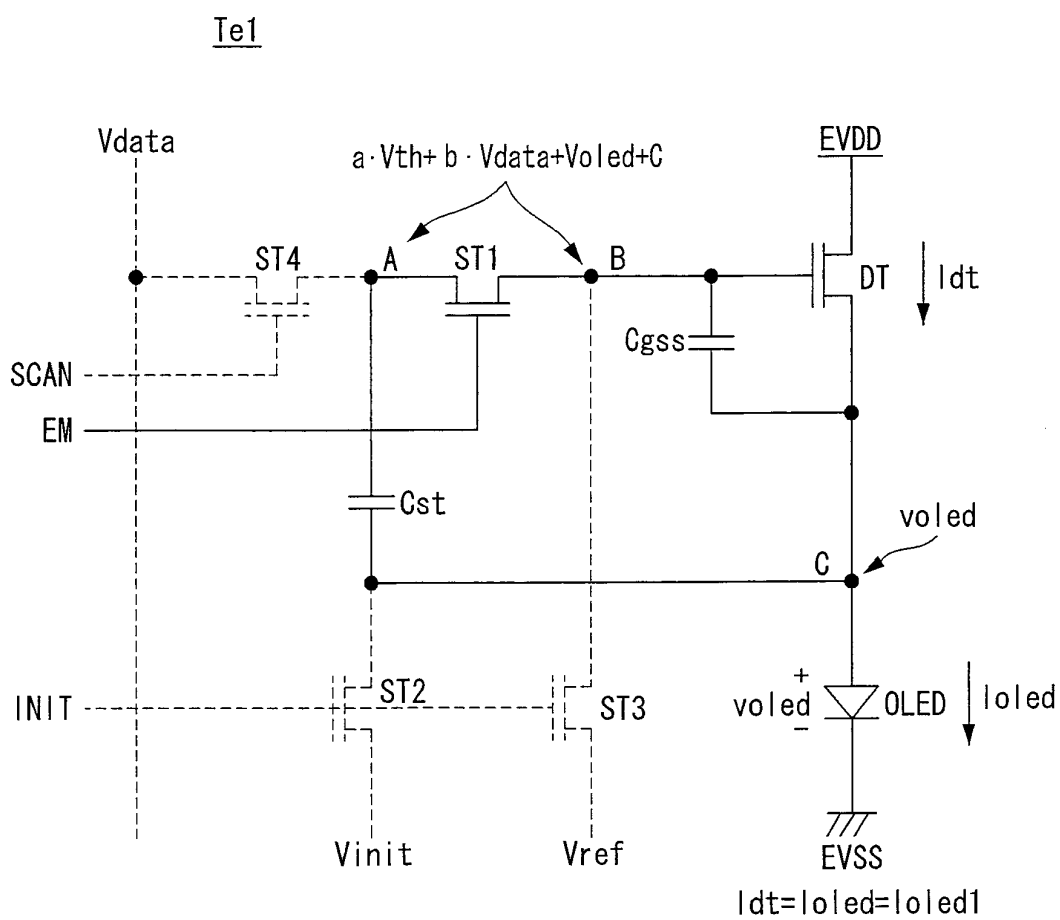 Te1
Vdata
a·Vth+b·Vdata+Voled+C
EVDD
ST4
A
ST1
B
DT
Idt
Cgss
SCAN
EM
Cst
voled
C
INIT
ST2
ST3
+
voled
-
OLED
Ioled
Vinit
Vref
EVSS
Idt=Ioled=Ioled1